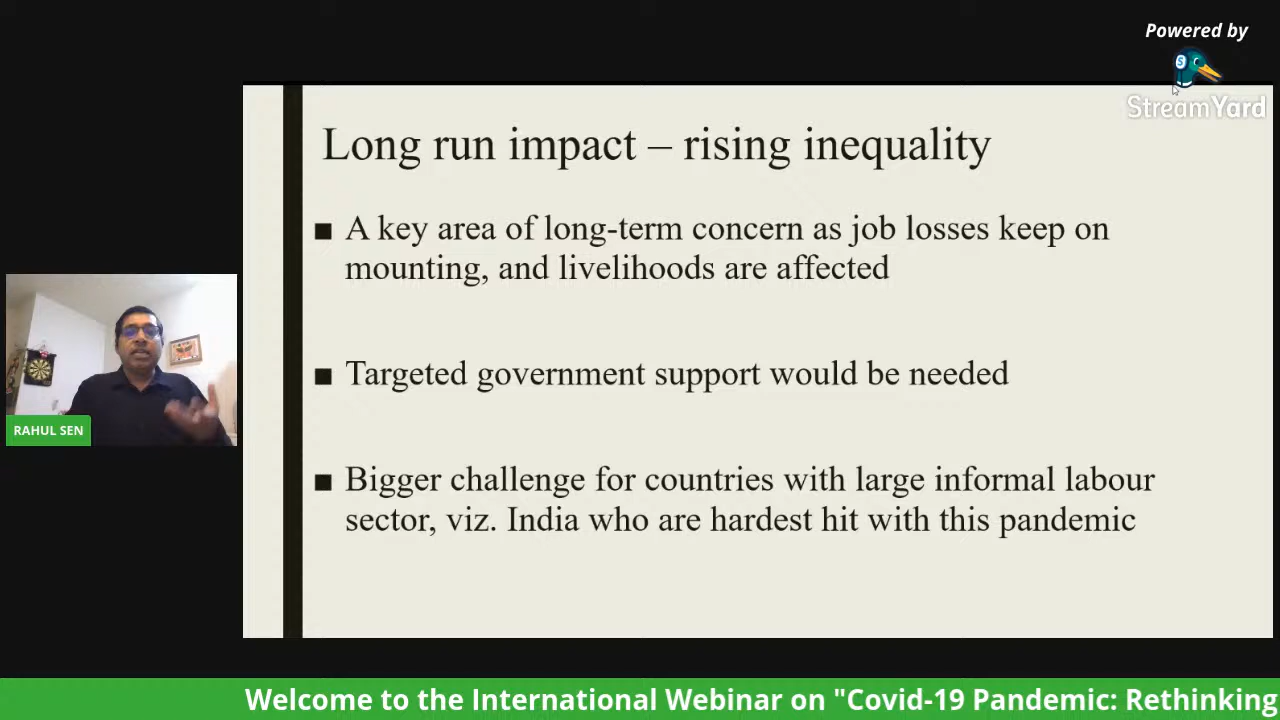 Powered by
StreamYard
Long run impact – rising inequality
■ A key area of long-term concern as job losses keep on
mounting, and livelihoods are affected
■ Targeted government support would be needed
■ Bigger challenge for countries with large informal labour
sector, viz. India who are hardest hit with this pandemic
RAHUL SEN
Welcome to the International Webinar on "Covid-19 Pandemic: Rethinking